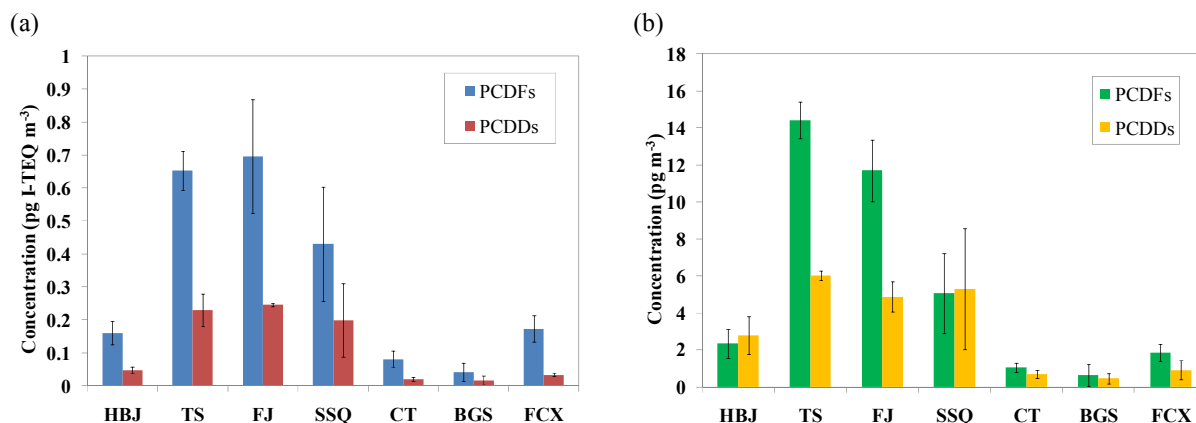 (a)
Concentration (pg I-TEQ m⁻³)
1
0.9
0.8
0.7
0.6
0.5
0.4
0.3
0.2
0.1
0
PCDFs
PCDDs
HBJ TS FJ SSQ CT BGS FCX
(b)
Concentration (pg m⁻³)
18
16
14
12
10
8
6
4
2
0
PCDFs
PCDDs
HBJ TS FJ SSQ CT BGS FCX